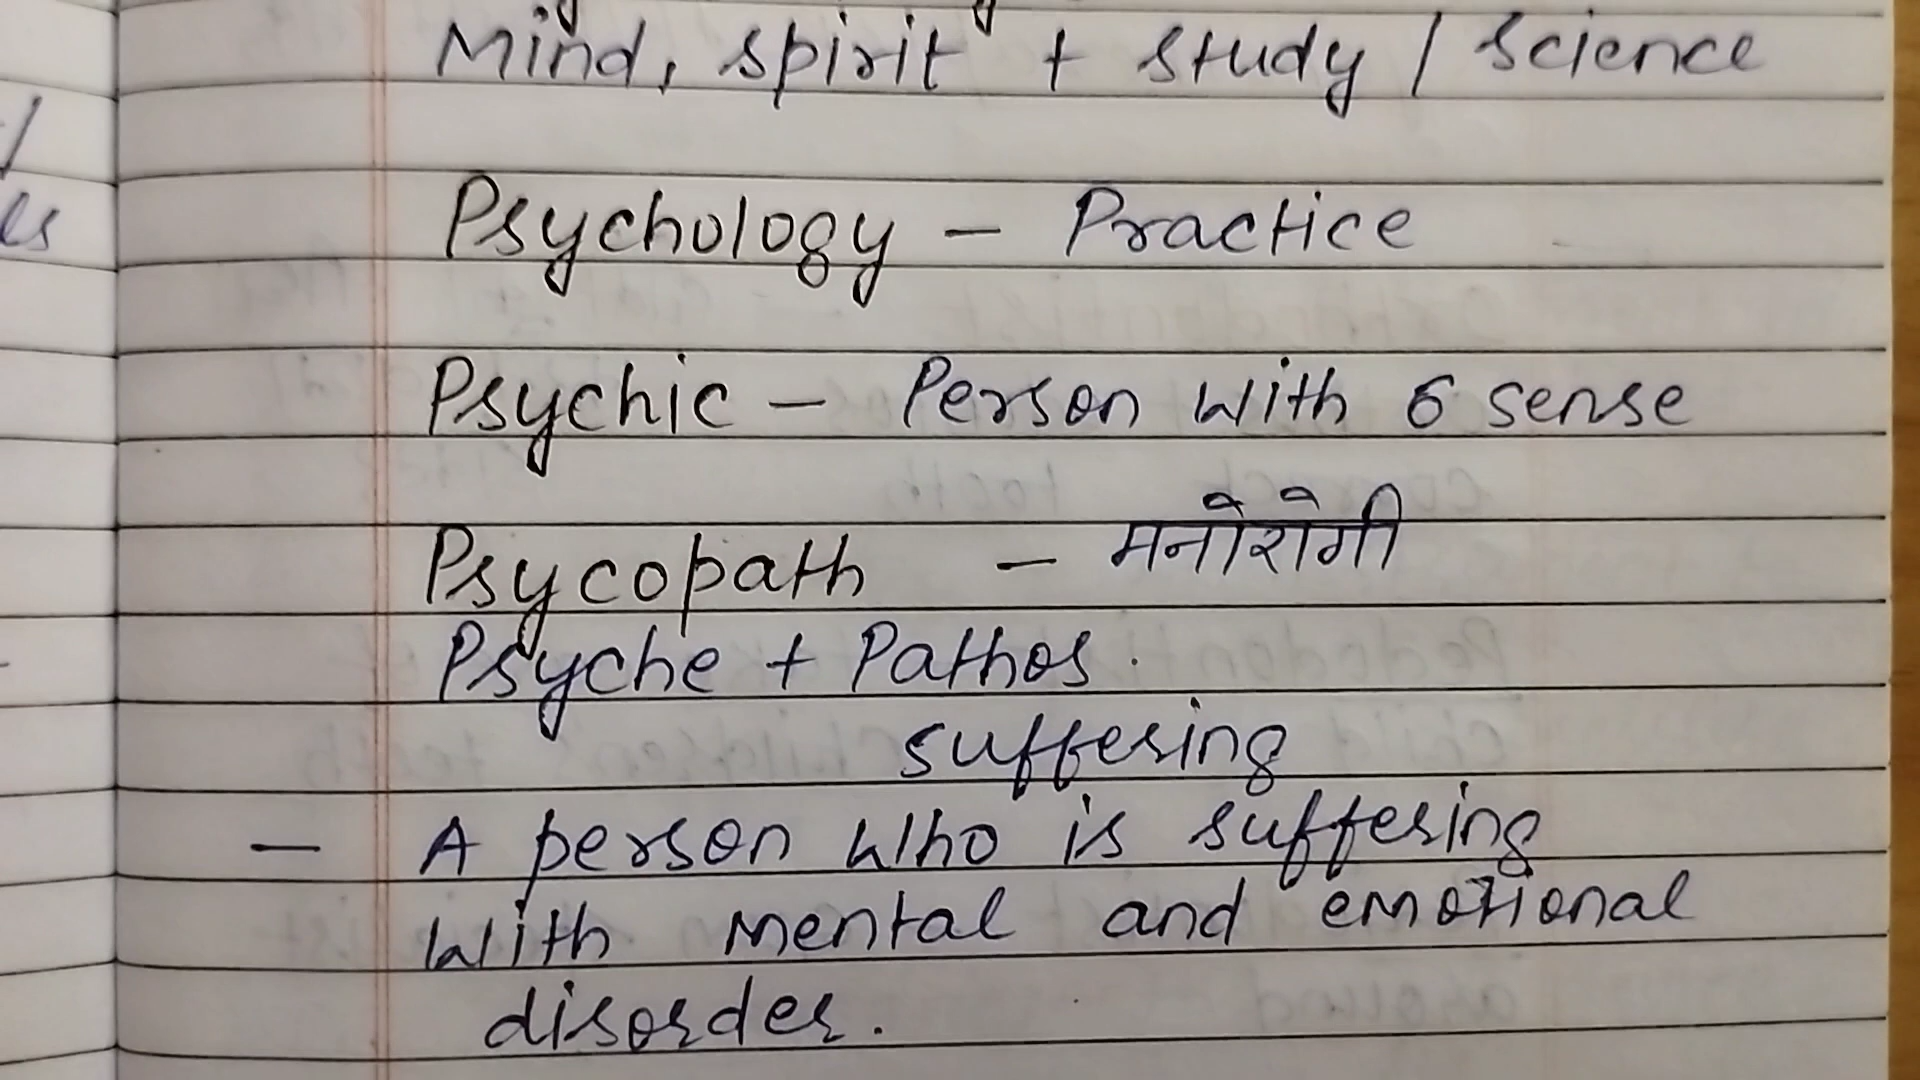 Mind, spirit + study / science
Psychology - Practice
Psychic - Person with 6 sense
Psycopath - मनोरोगी
Psyche + Pathos.
suffering
- A person who is suffering
with mental and emotional
disorder.